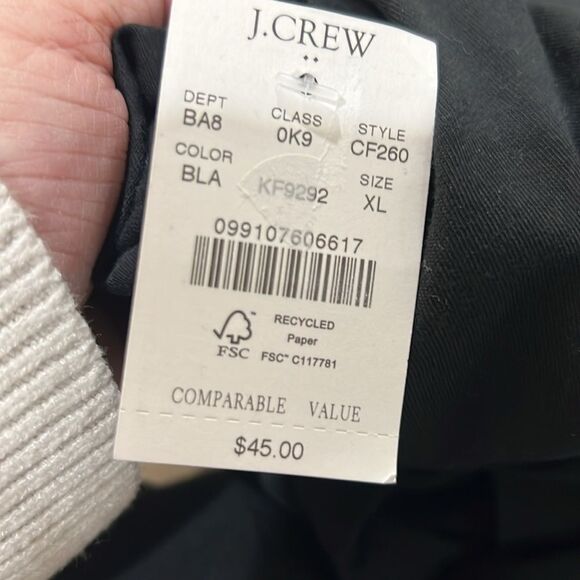 J.CREW
DEPT CLASS STYLE
BA8 0K9 CF260
COLOR SIZE
BLA KF9292 XL
099107606617
RECYCLED
Paper
FSC FSC™ C117781
COMPARABLE VALUE
$45.00